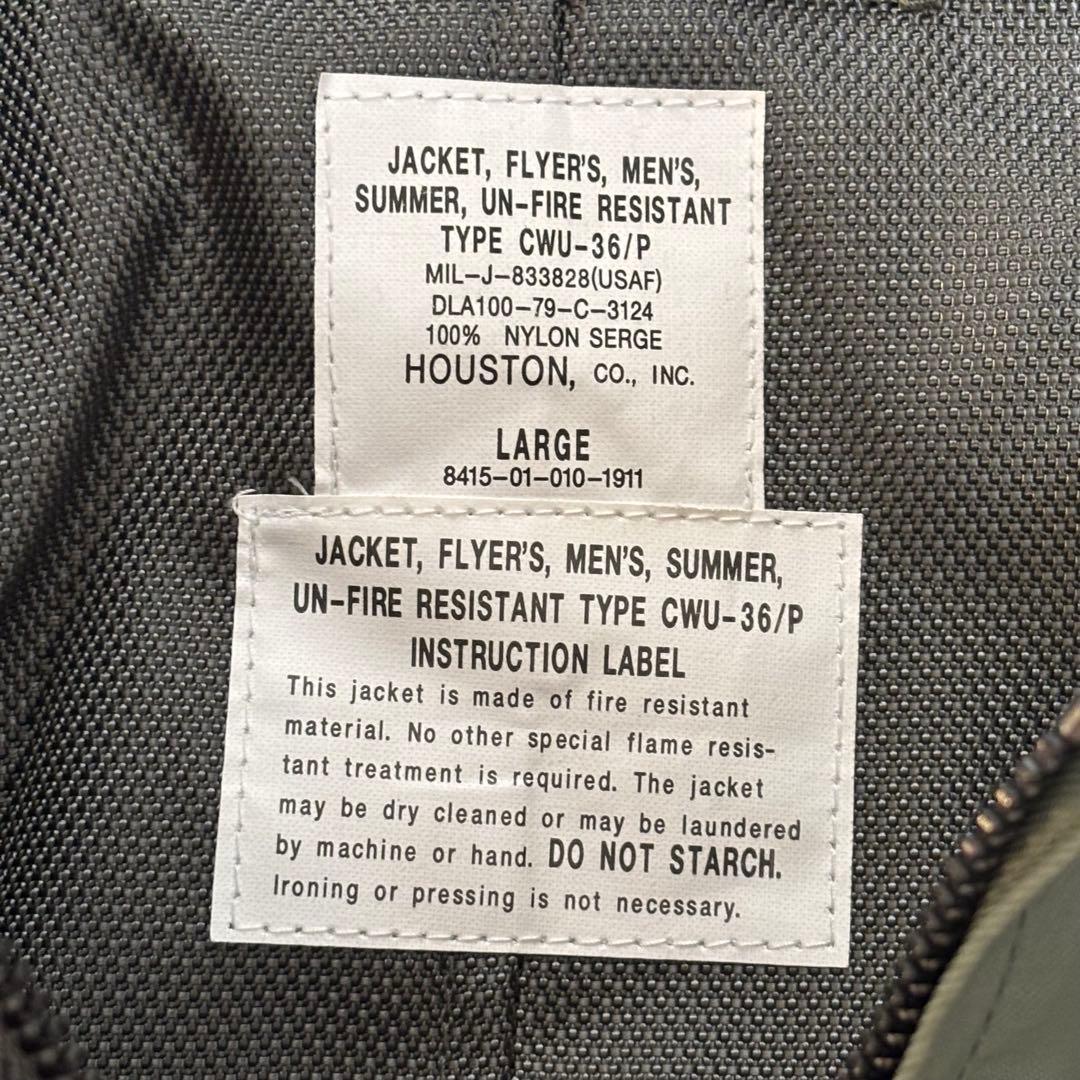 JACKET, FLYER'S, MEN'S,
SUMMER, UN-FIRE RESISTANT
TYPE CWU-36/P
MIL-J-833828(USAF)
DLA100-79-C-3124
100% NYLON SERGE
HOUSTON, CO., INC.
LARGE
8415-01-010-1911
JACKET, FLYER'S, MEN'S, SUMMER,
UN-FIRE RESISTANT TYPE CWU-36/P
INSTRUCTION LABEL
This jacket is made of fire resistant
material. No other special flame resis-
tant treatment is required. The jacket
may be dry cleaned or may be laundered
by machine or hand. DO NOT STARCH.
Ironing or pressing is not necessary.